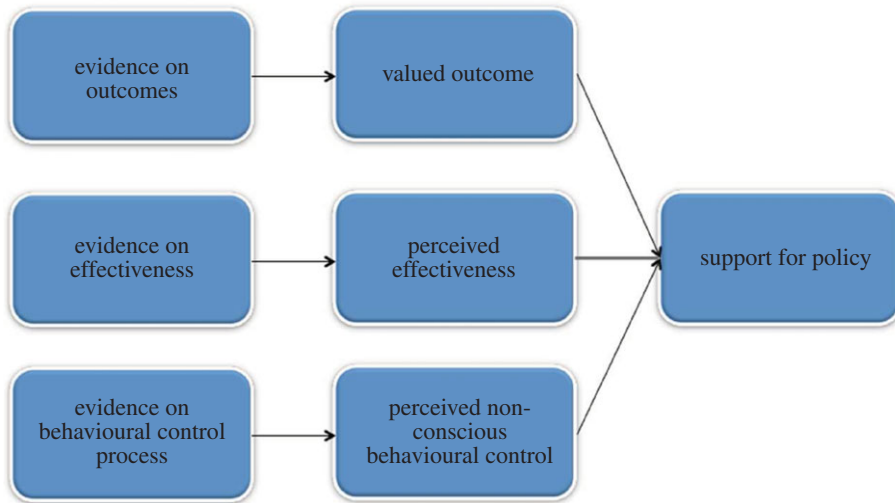 evidence on
outcomes
valued outcome
evidence on
effectiveness
perceived
effectiveness
support for policy
evidence on
behavioural control
process
perceived non-
conscious
behavioural control